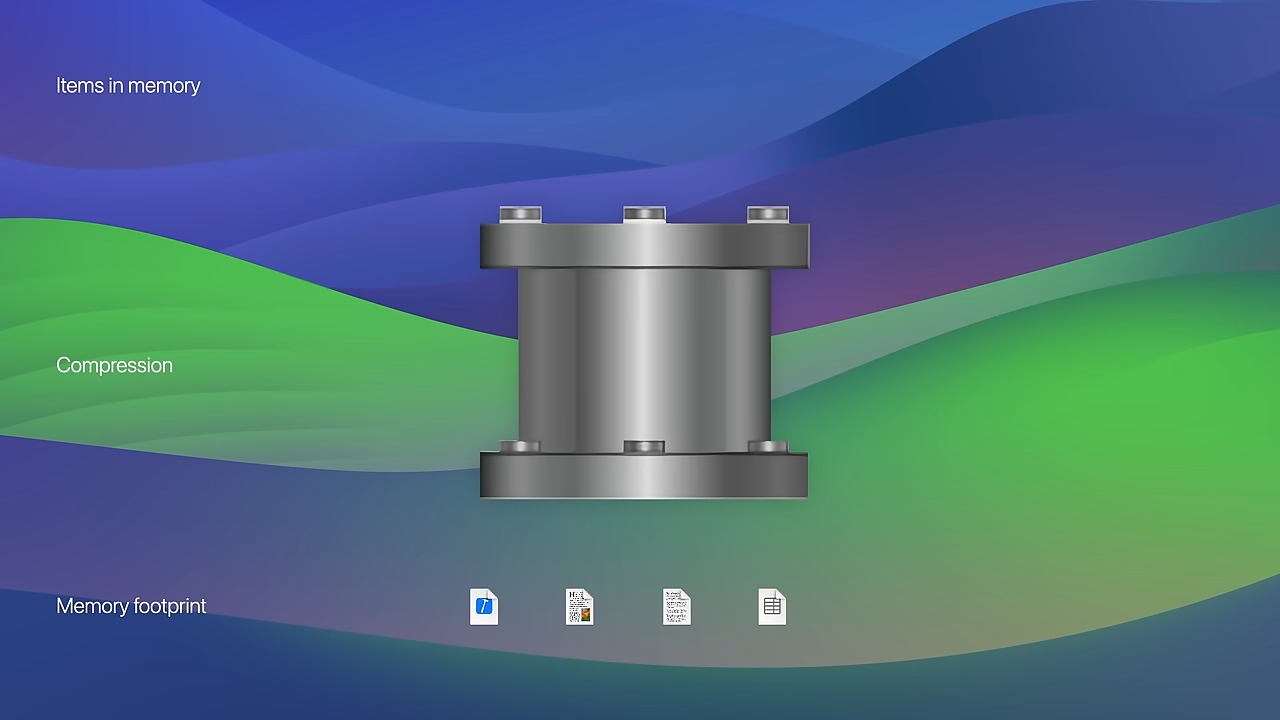 Items in memory
Compression
Memory footprint